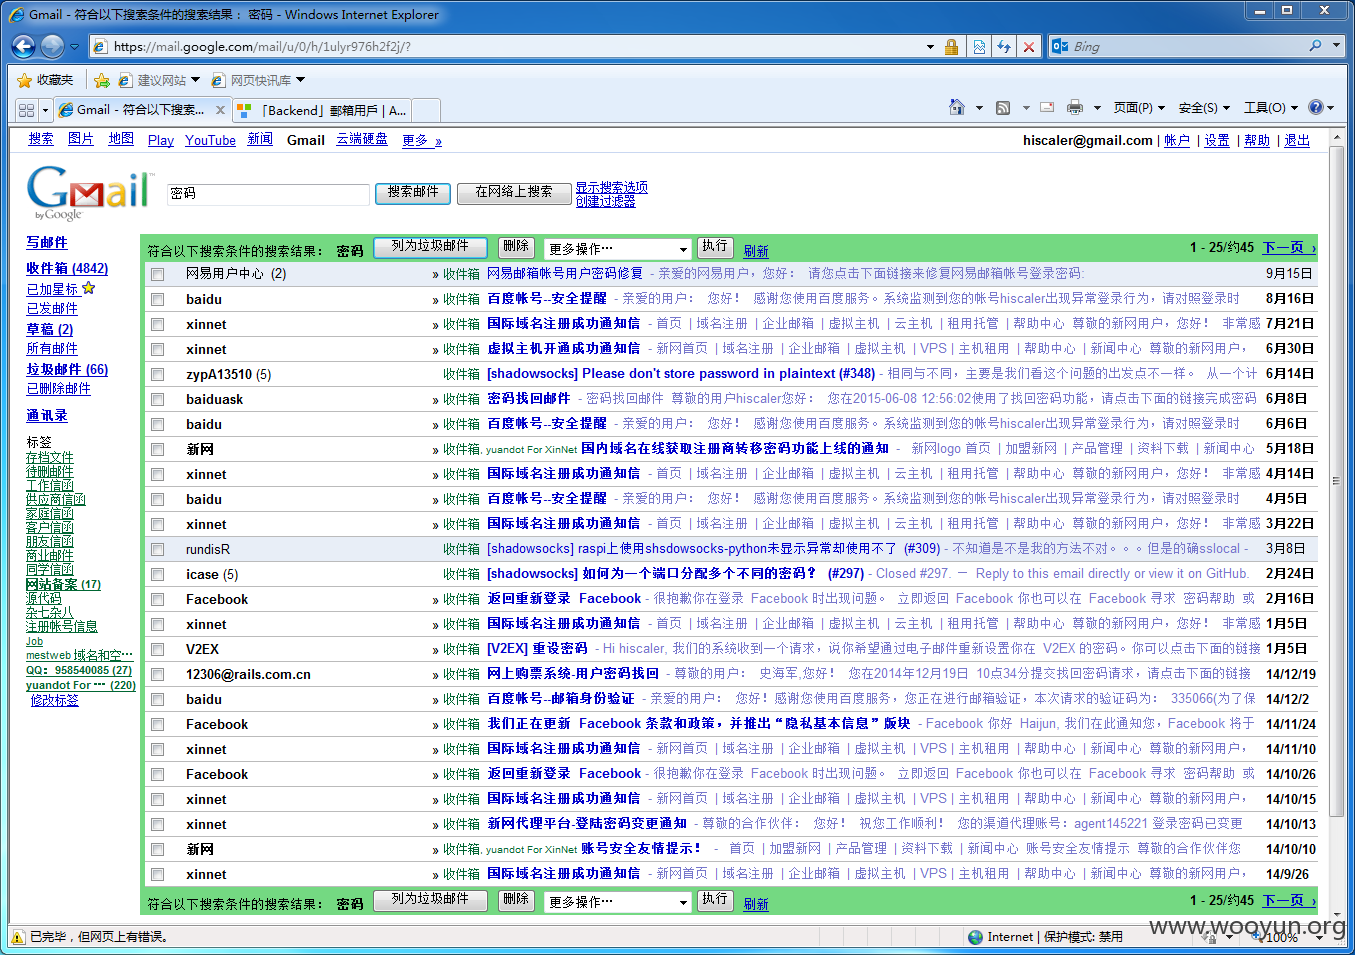 Gmail - 符合以下搜索条件的搜索结果： 密码 - Windows Internet Explorer
https://mail.google.com/mail/u/0/h/1ulyr976h2f2j/?
Bing
收藏夹 建议网站 网页快讯库
Gmail - 符合以下搜索... 「Backend」郵箱用戶 | A... 页面(P) 安全(S) 工具(O)
搜索 图片 地图 Play YouTube 新闻 Gmail 云端硬盘 更多 » hiscaler@gmail.com | 帐户 | 设置 | 帮助 | 退出
Gmail by Google 密码 搜索邮件 在网络上搜索 显示搜索选项
创建过滤器
写邮件
收件箱 (4842)
已加星标
已发邮件
草稿 (2)
所有邮件
垃圾邮件 (66)
已删除邮件
通讯录
标签
存档文件
待删邮件
工作信函
供应商信函
家庭信函
客户信函
朋友信函
商业邮件
同学信函
网站备案 (17)
源代码
杂七杂八
注册帐号信息
Job
mestweb 域名和空⋯
QQ: 958540085 (27)
yuandot For ⋯ (220)
修改标签
符合以下搜索条件的搜索结果： 密码 列为垃圾邮件 删除 更多操作⋯ 执行 刷新 1 - 25/约45 下一页 ›
网易用户中心 (2) » 收件箱 网易邮箱帐号用户密码修复 - 亲爱的网易用户，您好： 请您点击下面链接来修复网易邮箱帐号登录密码: 9月15日
baidu » 收件箱 百度帐号--安全提醒 - 亲爱的用户： 您好！ 感谢您使用百度服务。系统监测到您的帐号hiscaler出现异常登录行为，请对照登录时 8月16日
xinnet » 收件箱 国际域名注册成功通知信 - 首页 | 域名注册 | 企业邮箱 | 虚拟主机 | 云主机 | 租用托管 | 帮助中心 尊敬的新网用户，您好！ 非常感 7月21日
xinnet » 收件箱 虚拟主机开通成功通知信 - 新网首页 | 域名注册 | 企业邮箱 | 虚拟主机 | VPS | 主机租用 | 帮助中心 | 新闻中心 尊敬的新网用户， 6月30日
zypA13510 (5) 收件箱 [shadowsocks] Please don't store password in plaintext (#348) - 相同与不同，主要是我们看这个问题的出发点不一样。 从一个计 6月14日
baiduask » 收件箱 密码找回邮件 - 密码找回邮件 尊敬的用户hiscaler您好： 您在2015-06-08 12:56:02使用了找回密码功能，请点击下面的链接完成密码 6月8日
baidu » 收件箱 百度帐号--安全提醒 - 亲爱的用户： 您好！ 感谢您使用百度服务。系统监测到您的帐号hiscaler出现异常登录行为，请对照登录时 6月6日
新网 » 收件箱, yuandot For XinNet 国内域名在线获取注册商转移密码功能上线的通知 - 新网logo 首页 | 加盟新网 | 产品管理 | 资料下载 | 新闻中心 5月18日
xinnet » 收件箱 国际域名注册成功通知信 - 首页 | 域名注册 | 企业邮箱 | 虚拟主机 | 云主机 | 租用托管 | 帮助中心 尊敬的新网用户，您好！ 非常感 4月14日
baidu » 收件箱 百度帐号--安全提醒 - 亲爱的用户： 您好！ 感谢您使用百度服务。系统监测到您的帐号hiscaler出现异常登录行为，请对照登录时 4月5日
xinnet » 收件箱 国际域名注册成功通知信 - 首页 | 域名注册 | 企业邮箱 | 虚拟主机 | 云主机 | 租用托管 | 帮助中心 尊敬的新网用户，您好！ 非常感 3月22日
rundisR 收件箱 [shadowsocks] raspi上使用shsdowsocks-python未显示异常却使用不了 (#309) - 不知道是不是我的方法不对。。。但是的确sslocal - 3月8日
icase (5) 收件箱 [shadowsocks] 如何为一个端口分配多个不同的密码？ (#297) - Closed #297. — Reply to this email directly or view it on GitHub. 2月24日
Facebook » 收件箱 返回重新登录 Facebook - 很抱歉你在登录 Facebook 时出现问题。 立即返回 Facebook 你也可以在 Facebook 寻求 密码帮助 或 2月16日
xinnet » 收件箱 国际域名注册成功通知信 - 首页 | 域名注册 | 企业邮箱 | 虚拟主机 | 云主机 | 租用托管 | 帮助中心 尊敬的新网用户，您好！ 非常感 1月5日
V2EX » 收件箱 [V2EX] 重设密码 - Hi hiscaler, 我们的系统收到一个请求，说你希望通过电子邮件重新设置你在 V2EX 的密码。你可以点击下面的链接 1月5日
12306@rails.com.cn » 收件箱 网上购票系统-用户密码找回 - 尊敬的用户： 史海军,您好！ 您在2014年12月19日 10点34分提交找回密码请求，请点击下面的链接 14/12/19
baidu » 收件箱 百度帐号--邮箱身份验证 - 亲爱的用户： 您好！感谢您使用百度服务，您正在进行邮箱验证，本次请求的验证码为： 335066(为了保 14/12/2
Facebook » 收件箱 我们正在更新 Facebook 条款和政策，并推出“隐私基本信息”版块 - Facebook 你好 Haijun, 我们在此通知您，Facebook 将于 14/11/24
xinnet » 收件箱 国际域名注册成功通知信 - 新网首页 | 域名注册 | 企业邮箱 | 虚拟主机 | VPS | 主机租用 | 帮助中心 | 新闻中心 尊敬的新网用户， 14/11/10
Facebook » 收件箱 返回重新登录 Facebook - 很抱歉你在登录 Facebook 时出现问题。 立即返回 Facebook 你也可以在 Facebook 寻求 密码帮助 或 14/10/26
xinnet » 收件箱 国际域名注册成功通知信 - 新网首页 | 域名注册 | 企业邮箱 | 虚拟主机 | VPS | 主机租用 | 帮助中心 | 新闻中心 尊敬的新网用户， 14/10/15
xinnet » 收件箱 新网代理平台-登陆密码变更通知 - 尊敬的合作伙伴： 您好！ 祝您工作顺利！ 您的渠道代理账号：agent145221 登录密码已变更 14/10/13
新网 » 收件箱, yuandot For XinNet 账号安全友情提示！ - 首页 | 加盟新网 | 产品管理 | 资料下载 | 新闻中心 账号安全友情提示 尊敬的合作伙伴您 14/10/10
xinnet » 收件箱 国际域名注册成功通知信 - 新网首页 | 域名注册 | 企业邮箱 | 虚拟主机 | VPS | 主机租用 | 帮助中心 | 新闻中心 尊敬的新网用户， 14/9/26
符合以下搜索条件的搜索结果： 密码 列为垃圾邮件 删除 更多操作⋯ 执行 刷新 1 - 25/约45 下一页 ›
www.wooyun.org
已完毕，但网页上有错误。 Internet | 保护模式: 禁用 100%